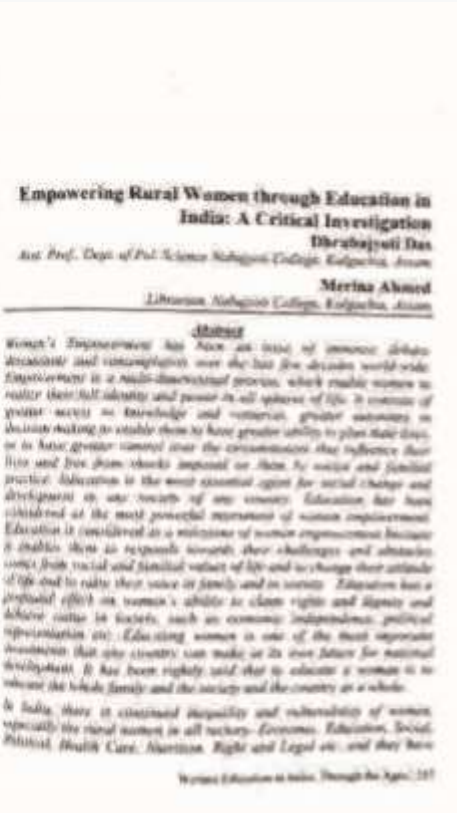 Empowering Rural Women through Education in
India: A Critical Investigation
Dhrubajyoti Das
Asst. Prof., Dept. of Pol. Science Nabajyoti College, Kalgachia, Assam
Merina Ahmed
Librarian, Nabajyoti College, Kalgachia, Assam
Abstract
Women's Empowerment has been an issue of immense debate,
discussions and contemplations over the last few decades world-wide.
Empowerment is a multi-dimensional process, which enable women to
realize their full identity and power in all spheres of life. It consists of
greater access to knowledge and resources, greater autonomy in
decision making to enable them to have greater ability to plan their lives,
or to have greater control over the circumstances that influence their
lives and free from shocks imposed on them by social and familial
practice. Education is the most essential agent for social change and
development in any society of any country. Education has been
considered as the most powerful instrument of women empowerment.
Education is considered as a milestone of women empowerment because
it enables them to responds towards their challenges and obstacles
comes from social and familial values of life and to change their attitude
of life and to raise their voice in family and in society. Education has a
profound effect on women's ability to claim rights and dignity and
achieve status in society, such as economic independence, political
representation etc. Educating women is one of the most important
investments that any country can make in its own future for national
development. It has been rightly said that to educate a woman is to
educate the whole family and the society and the country as a whole.
In India, there is continued inequality and vulnerability of women,
especially the rural women in all sectors- Economic, Education, Social,
Political, Health Care, Nutrition, Right and Legal etc. and they have
Women Education in India: Through the Ages/